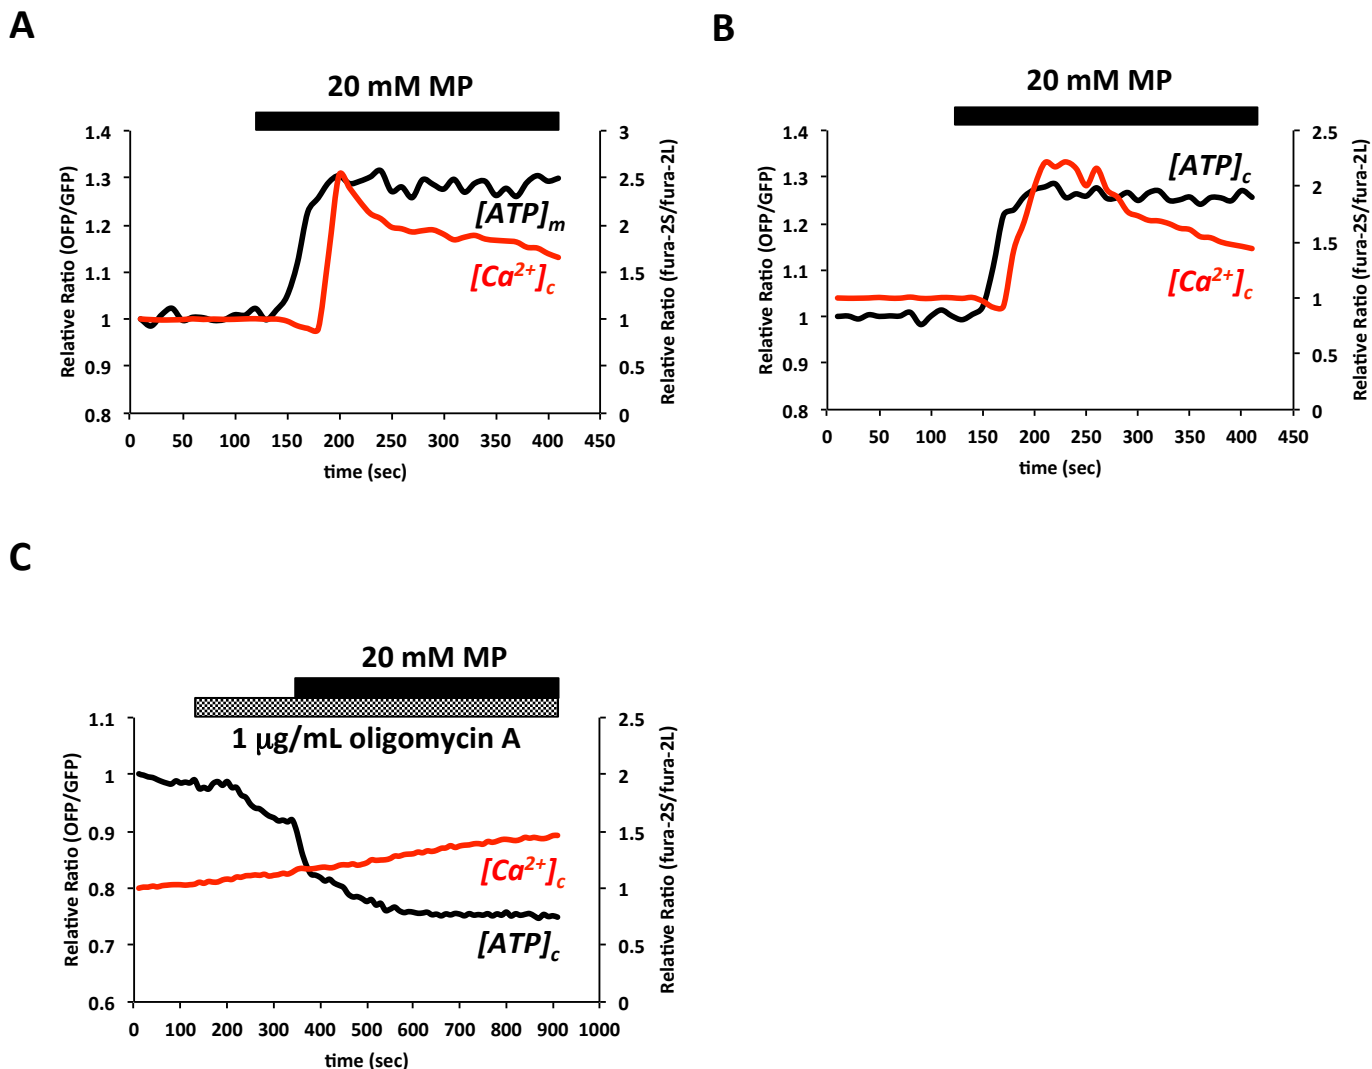 A
20 mM MP
1.4
1.3
1.2
1.1
1
0.9
0.8
Relative Ratio (OFP/GFP)
3
2.5
2
1.5
1
0.5
0
Relative Ratio (fura-2S/fura-2L)
[ATP]m
[Ca2+]c
0 50 100 150 200 250 300 350 400 450
time (sec)
B
20 mM MP
1.4
1.3
1.2
1.1
1
0.9
0.8
Relative Ratio (OFP/GFP)
2.5
2
1.5
1
0.5
0
Relative Ratio (fura-2S/fura-2L)
[ATP]c
[Ca2+]c
0 50 100 150 200 250 300 350 400 450
time (sec)
C
20 mM MP
1 μg/mL oligomycin A
1.1
1
0.9
0.8
0.7
0.6
Relative Ratio (OFP/GFP)
2.5
2
1.5
1
0.5
0
Relative Ratio (fura-2S/fura-2L)
[Ca2+]c
[ATP]c
0 100 200 300 400 500 600 700 800 900 1000
time (sec)